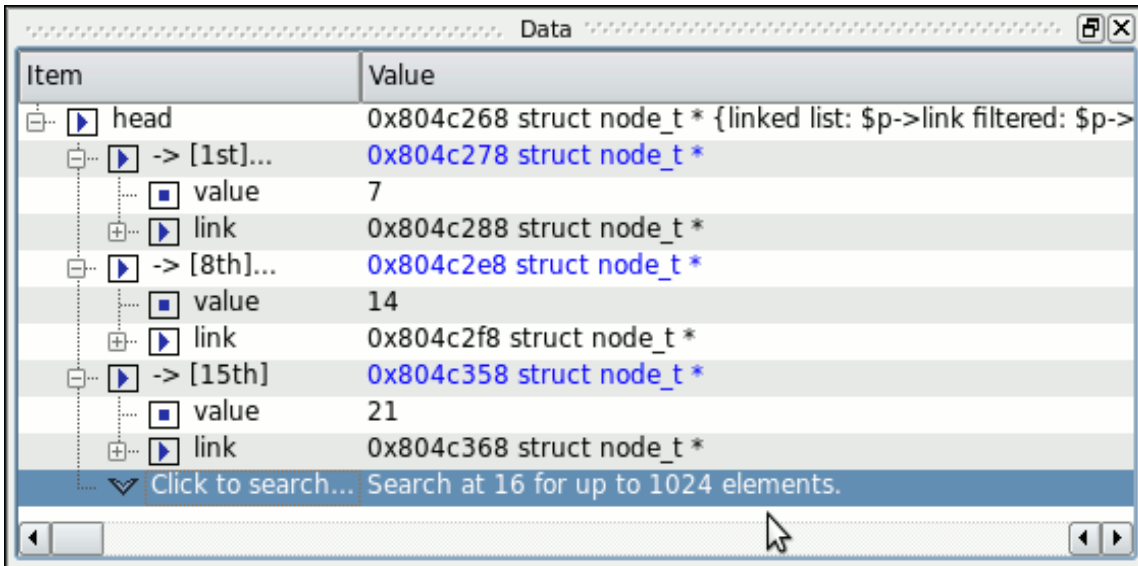 Data
Item Value
head 0x804c268 struct node_t * {linked list: $p->link filtered: $p->
-> [1st]... 0x804c278 struct node_t *
value 7
link 0x804c288 struct node_t *
-> [8th]... 0x804c2e8 struct node_t *
value 14
link 0x804c2f8 struct node_t *
-> [15th] 0x804c358 struct node_t *
value 21
link 0x804c368 struct node_t *
Click to search... Search at 16 for up to 1024 elements.